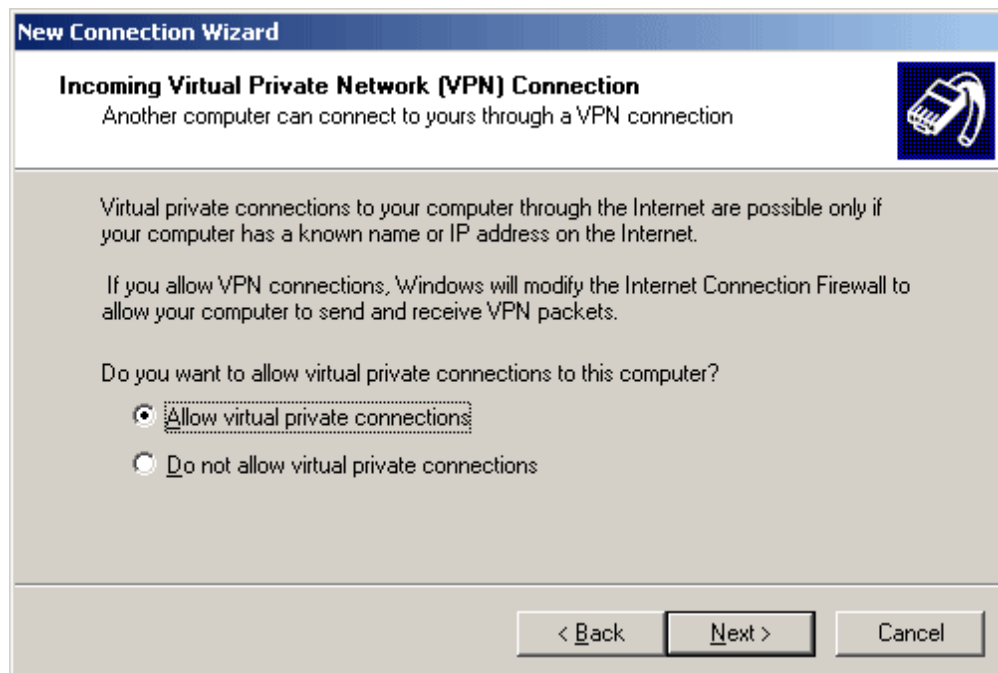 New Connection Wizard
Incoming Virtual Private Network (VPN) Connection
Another computer can connect to yours through a VPN connection
Virtual private connections to your computer through the Internet are possible only if
your computer has a known name or IP address on the Internet.
If you allow VPN connections, Windows will modify the Internet Connection Firewall to
allow your computer to send and receive VPN packets.
Do you want to allow virtual private connections to this computer?
Allow virtual private connections
Do not allow virtual private connections
< Back Next > Cancel